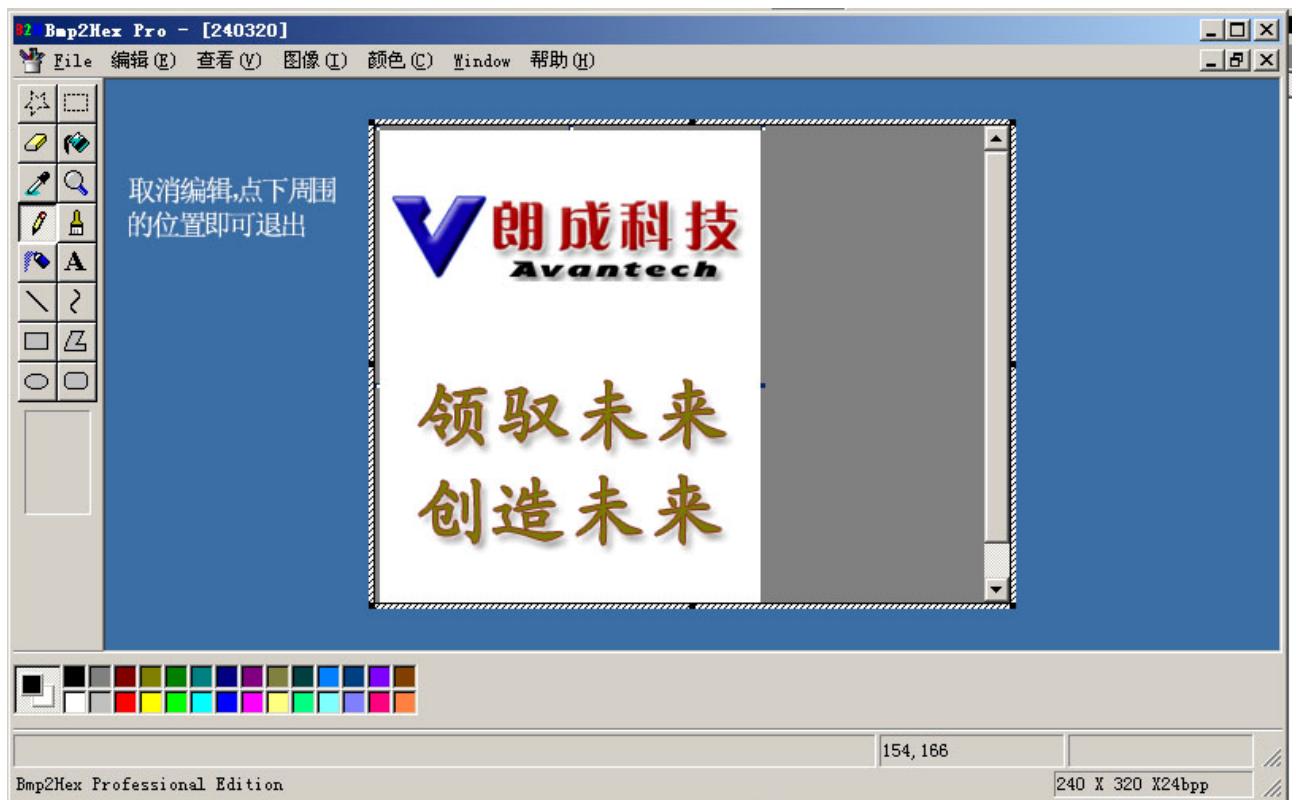 Bmp2Hex Pro - [240320]
File 编辑(E) 查看(V) 图像(I) 颜色(C) Window 帮助(H)
取消编辑,点下周围
的位置即可退出
朗成科技
Avantech
领驭未来
创造未来
154,166
Bmp2Hex Professional Edition
240 X 320 X24bpp